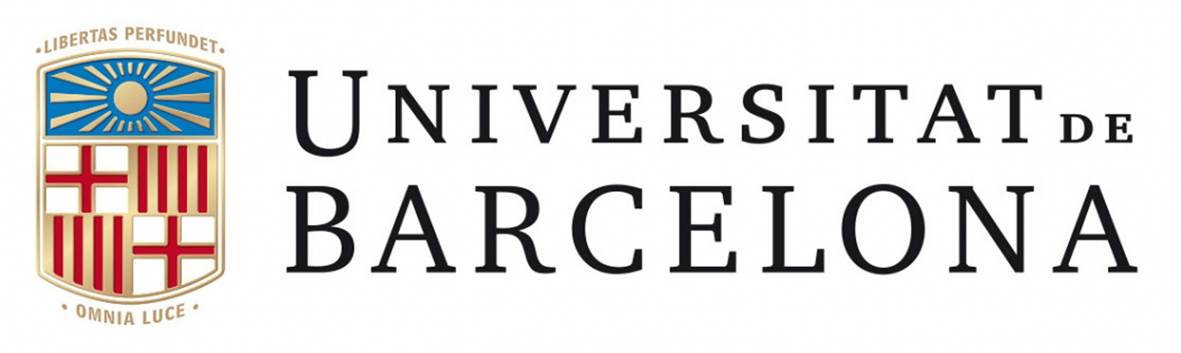 · LIBERTAS PERFUNDET ·
UNIVERSITAT DE
BARCELONA
· OMNIA LUCE ·